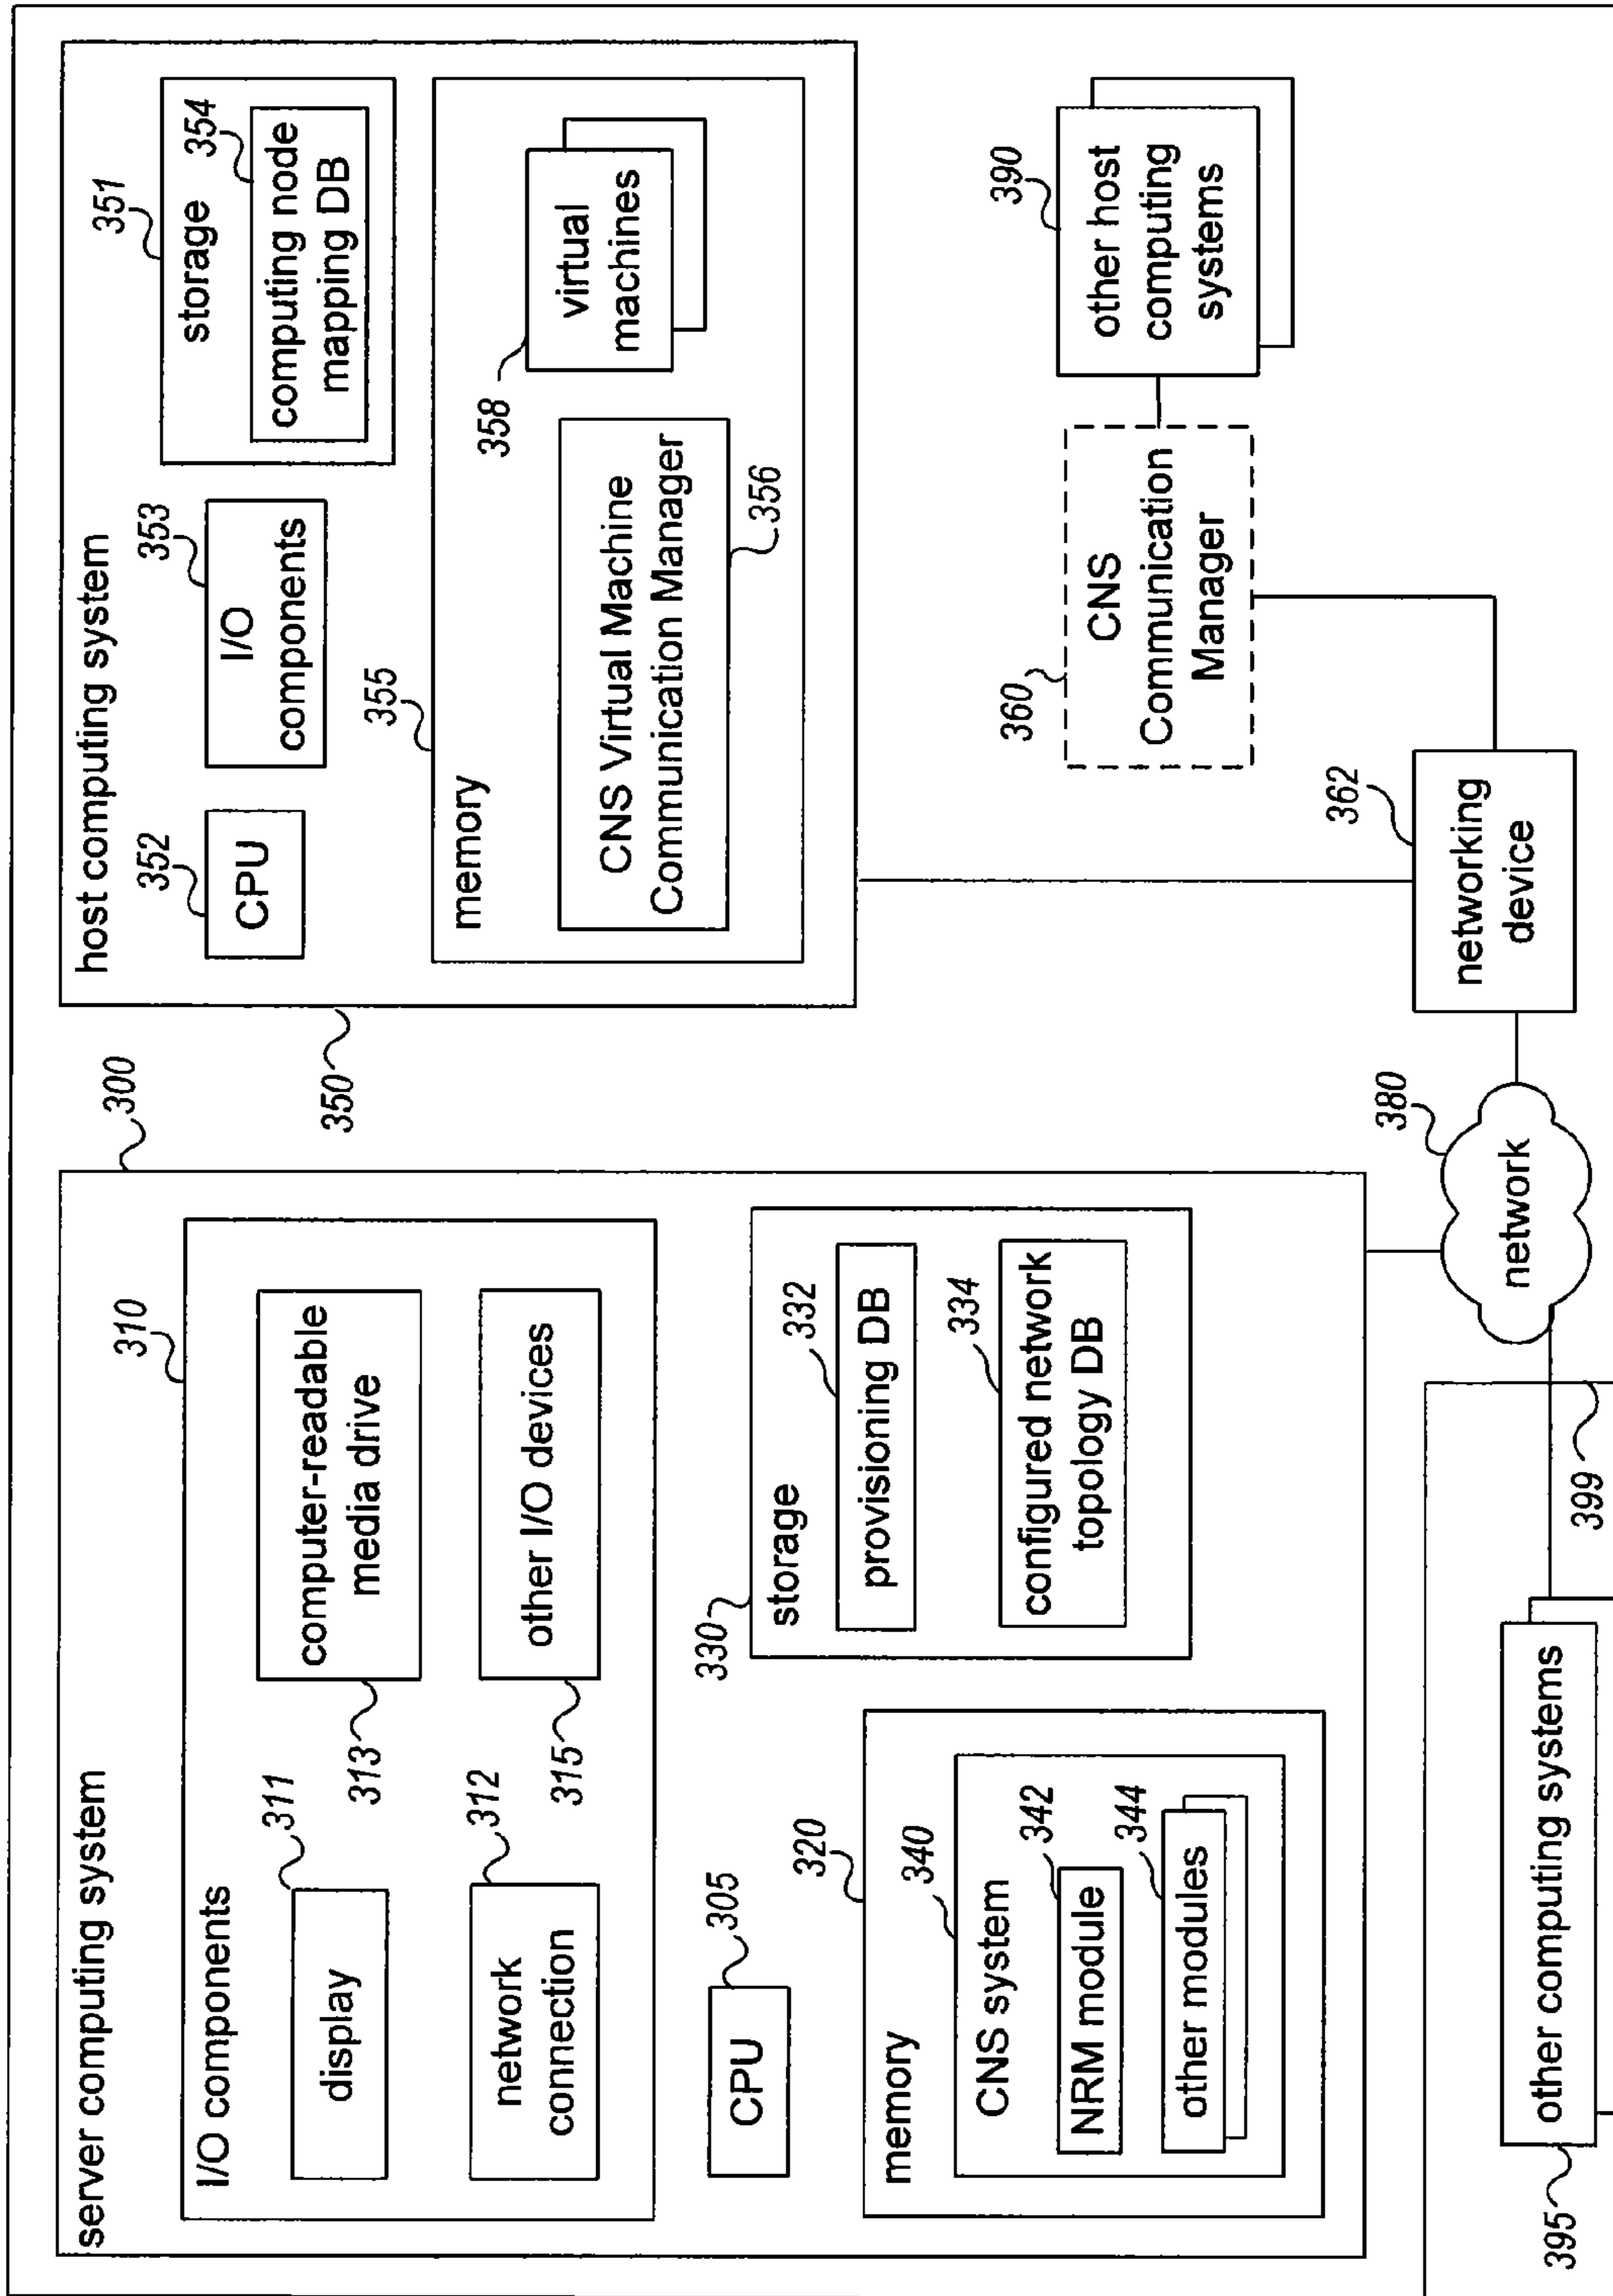 server computing system
300
I/O components
310
display
311
computer-readable
media drive
313
network
connection
312
other I/O devices
315
CPU
305
memory
320
CNS system
340
NRM module
342
other modules
344
storage
330
provisioning DB
332
configured network
topology DB
334
host computing system
350
CPU
352
I/O
components
353
storage
351
computing node
mapping DB
354
memory
355
CNS Virtual Machine
Communication Manager
356
virtual
machines
358
CNS
Communication
Manager
360
other host
computing
systems
390
networking
device
362
network
380
other computing systems
395
399